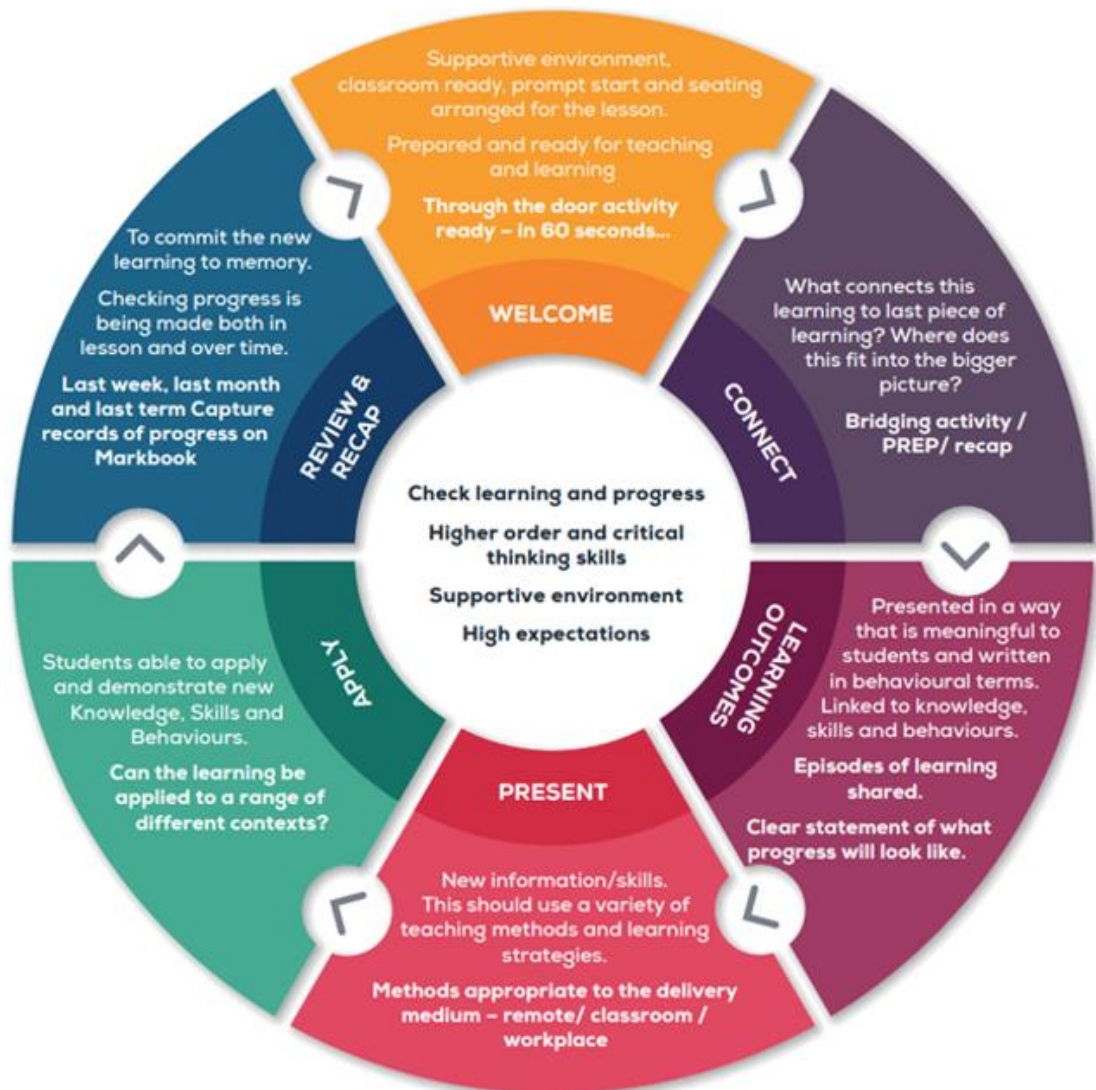 Supportive environment,
classroom ready, prompt start and seating
arranged for the lesson.
Prepared and ready for teaching
and learning
Through the door activity
ready – in 60 seconds...
WELCOME
What connects this
learning to last piece of
learning? Where does
this fit into the bigger
picture?
Bridging activity /
PREP/ recap
CONNECT
Presented in a way
that is meaningful to
students and written
in behavioural terms.
Linked to knowledge,
skills and behaviours.
Episodes of learning
shared.
Clear statement of what
progress will look like.
LEARNING
OUTCOMES
PRESENT
New information/skills.
This should use a variety of
teaching methods and learning
strategies.
Methods appropriate to the delivery
medium – remote/ classroom /
workplace
APPLY
Students able to apply
and demonstrate new
Knowledge, Skills and
Behaviours.
Can the learning be
applied to a range of
different contexts?
REVIEW &
RECAP
To commit the new
learning to memory.
Checking progress is
being made both in
lesson and over time.
Last week, last month
and last term Capture
records of progress on
Markbook
Check learning and progress
Higher order and critical
thinking skills
Supportive environment
High expectations